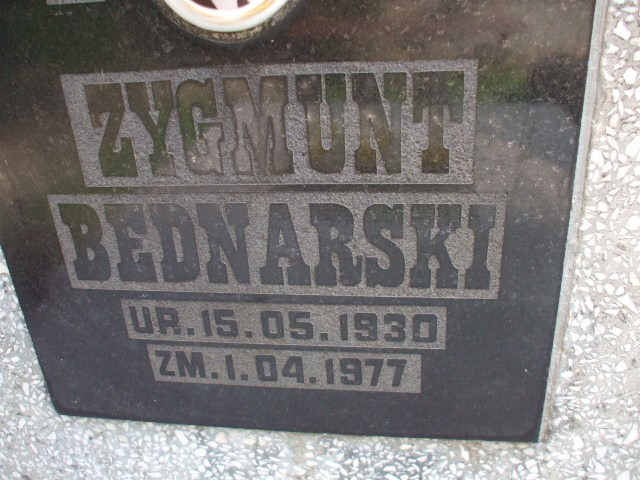 ZYGMUNT
BEDNARSKI
UR.15.05.1930
ZM.1.04.1977